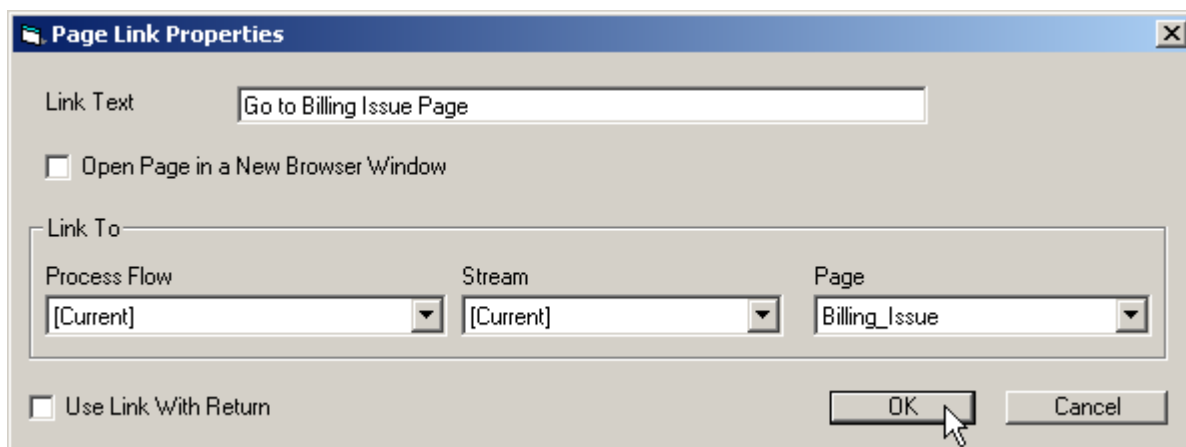 Page Link Properties
Link Text Go to Billing Issue Page
Open Page in a New Browser Window
Link To
Process Flow Stream Page
[Current] [Current] Billing_Issue
Use Link With Return OK Cancel